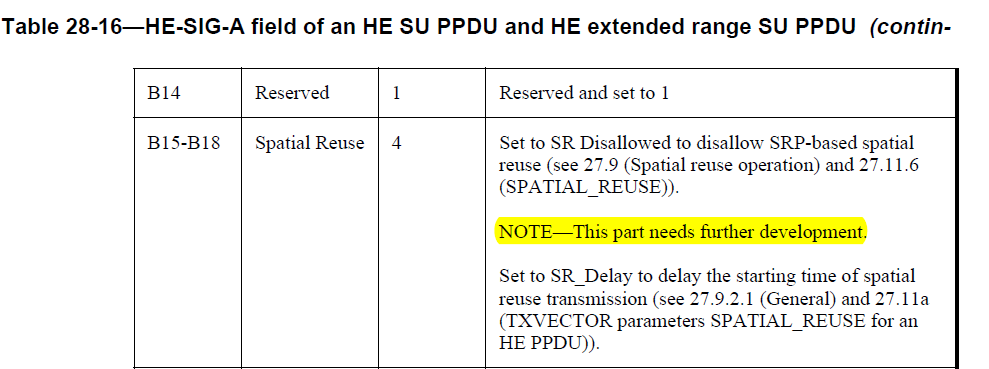 Table 28-16—HE-SIG-A field of an HE SU PPDU and HE extended range SU PPDU (contin-
B14 Reserved 1 Reserved and set to 1
B15-B18 Spatial Reuse 4 Set to SR Disallowed to disallow SRP-based spatial
reuse (see 27.9 (Spatial reuse operation) and 27.11.6
(SPATIAL_REUSE)).
NOTE—This part needs further development.
Set to SR_Delay to delay the starting time of spatial
reuse transmission (see 27.9.2.1 (General) and 27.11a
(TXVECTOR parameters SPATIAL_REUSE for an
HE PPDU)).